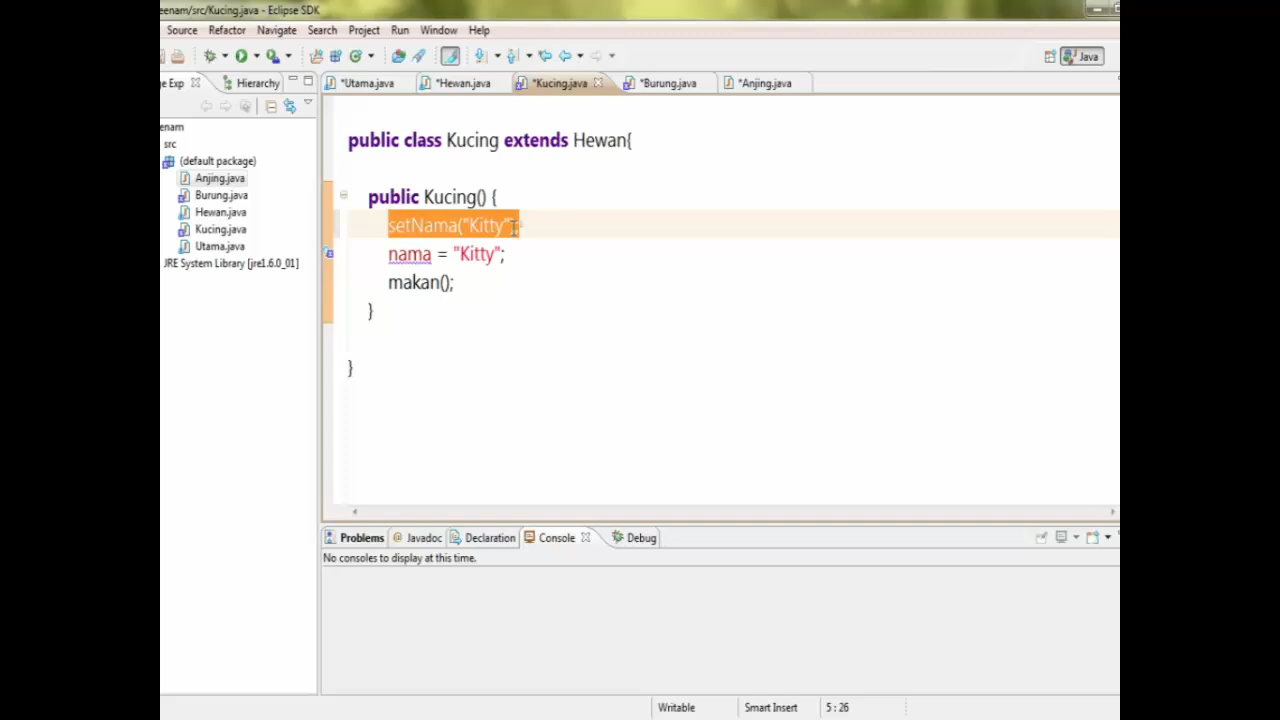 eenam/src/Kucing.java - Eclipse SDK
Source Refactor Navigate Search Project Run Window Help
Java
ge Exp Hierarchy *Utama.java *Hewan.java *Kucing.java *Burung.java *Anjing.java
enam
src
(default package)
Anjing.java
Burung.java
Hewan.java
Kucing.java
Utama.java
JRE System Library [jre1.6.0_01]
public class Kucing extends Hewan{
public Kucing() {
setNama("Kitty");
nama = "Kitty";
makan();
}
}
Problems @ Javadoc Declaration Console Debug
No consoles to display at this time.
Writable Smart Insert 5 : 26